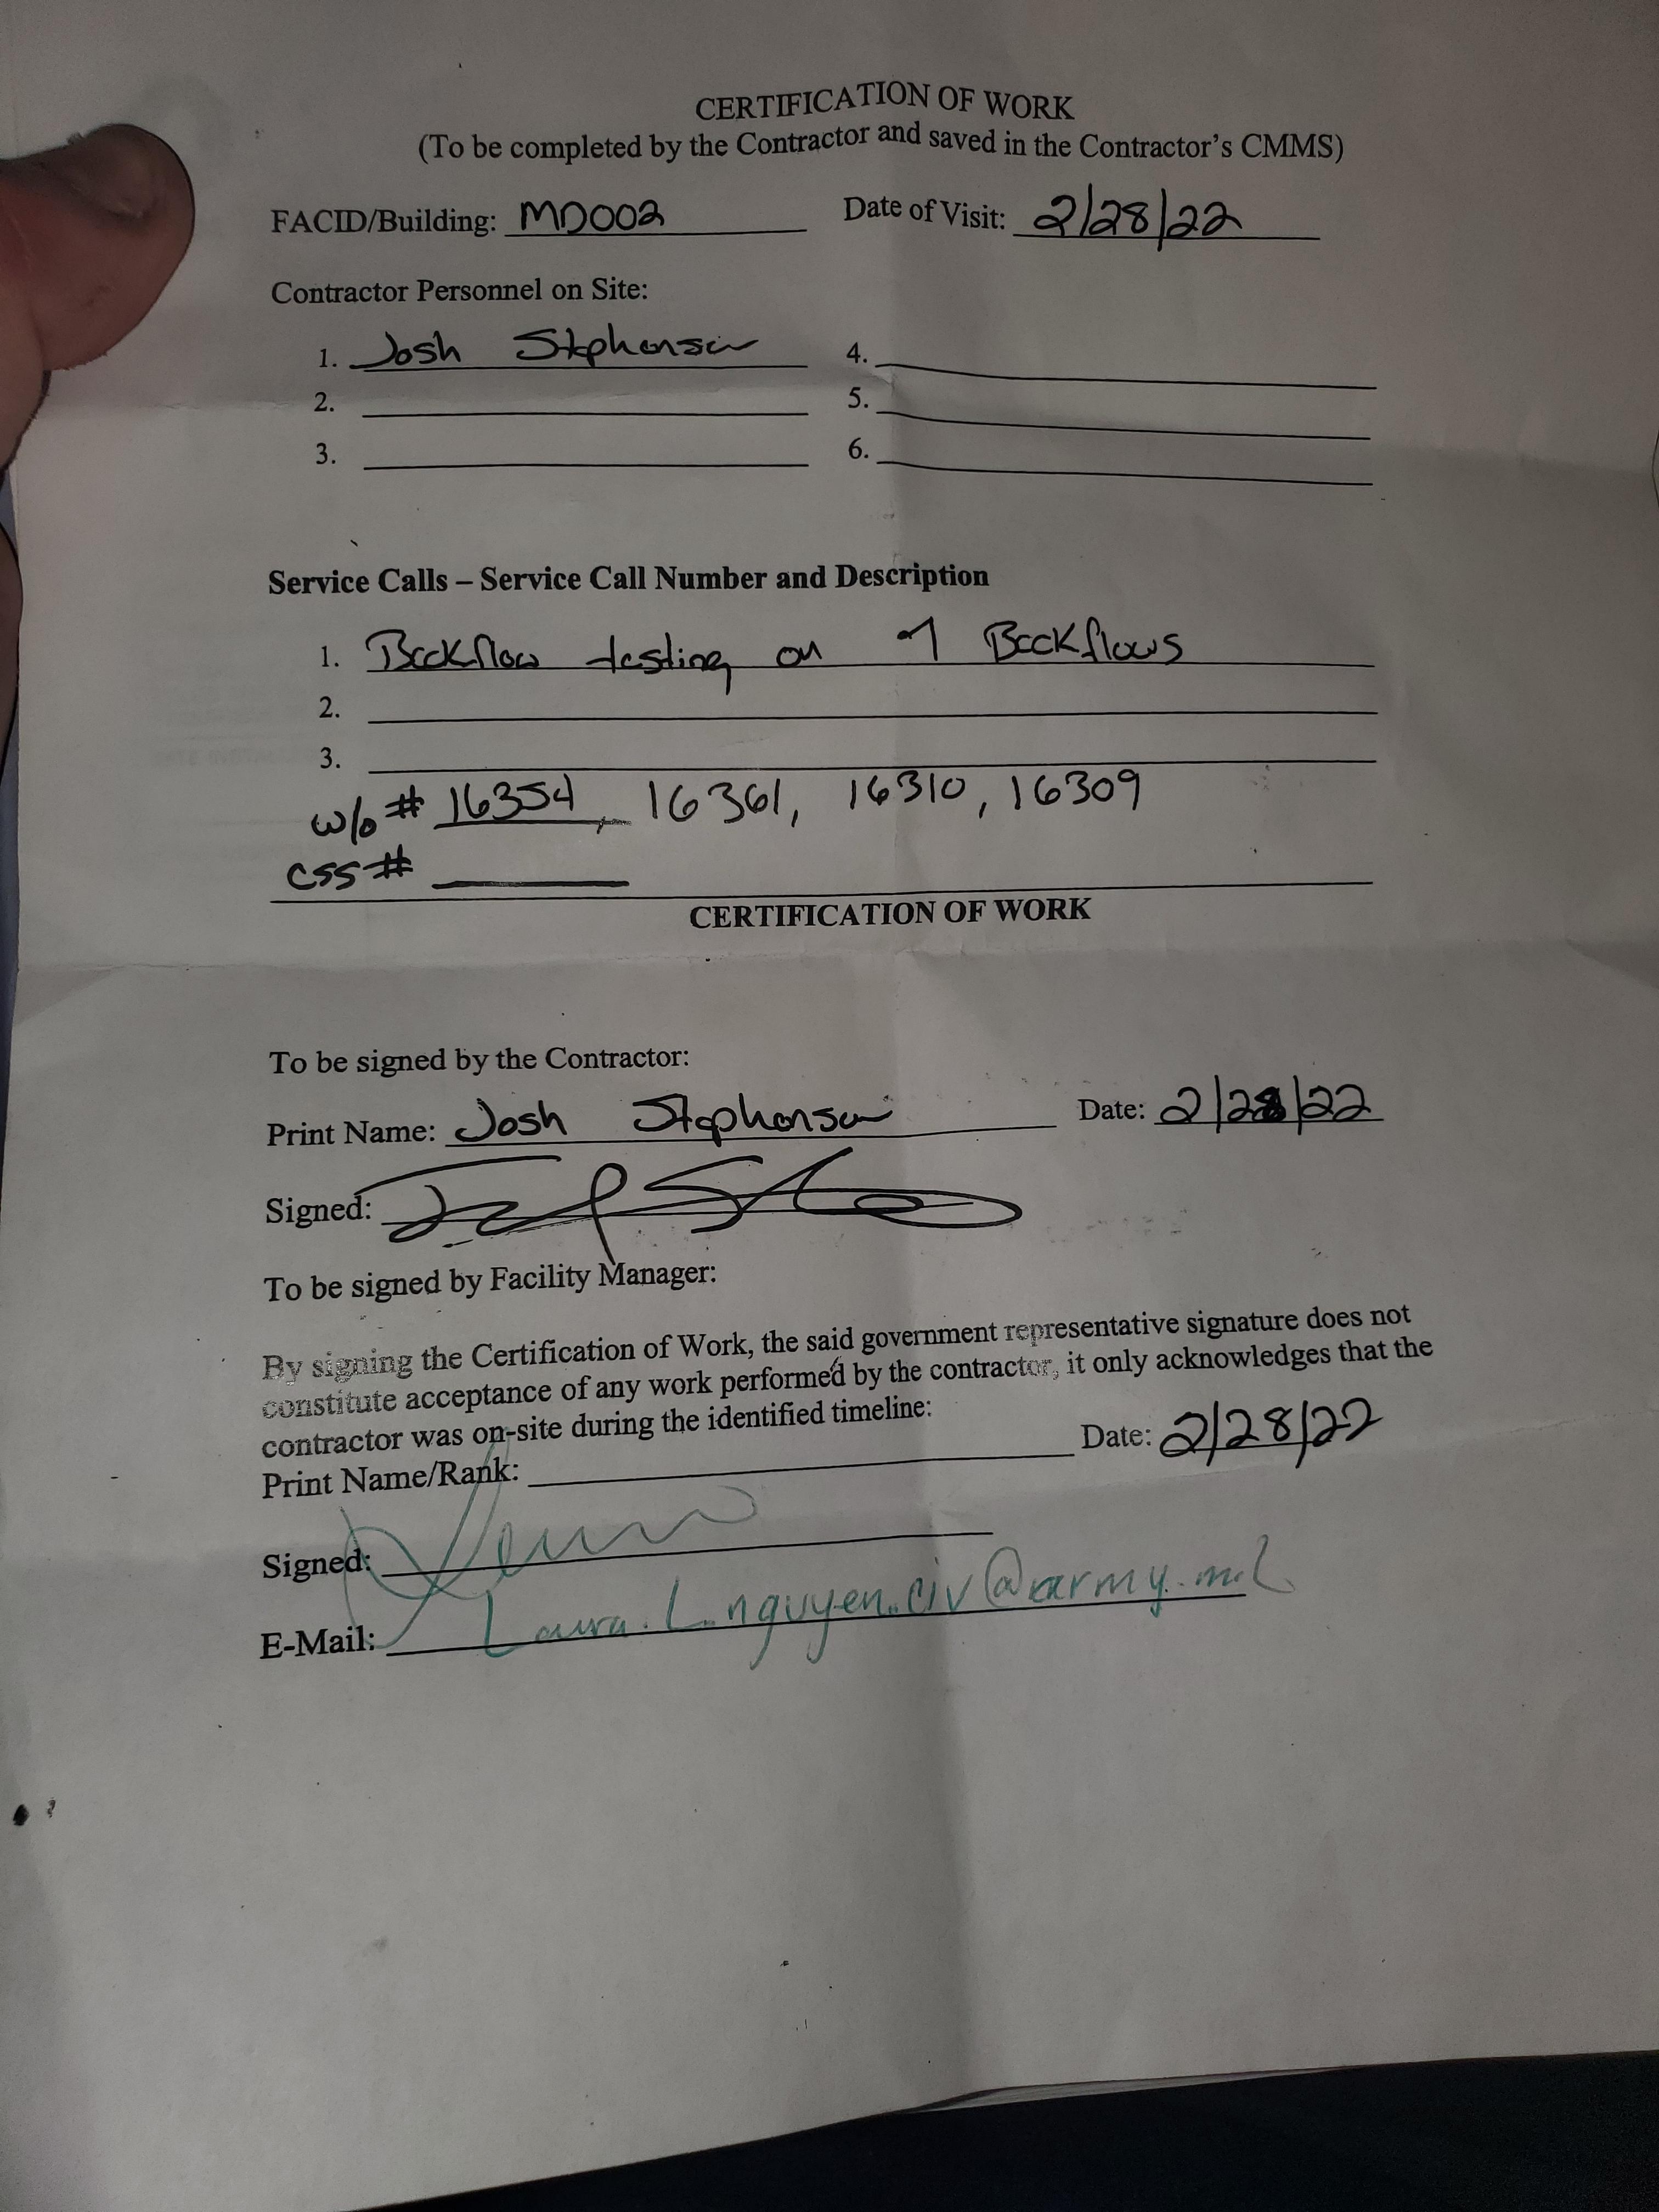 CERTIFICATION OF WORK
(To be completed by the Contractor and saved in the Contractor's CMMS)
FACID/Building: MD002 Date of Visit: 2/28/22
Contractor Personnel on Site:
1. Josh Stephenson 4.
2. 5.
3. 6.
Service Calls – Service Call Number and Description
1. Backflow testing on 7 Backflows
2.
3.
w/o # 16354, 16361, 16310, 16309
CSS #
CERTIFICATION OF WORK
To be signed by the Contractor:
Print Name: Josh Stephenson Date: 2/28/22
Signed:
To be signed by Facility Manager:
By signing the Certification of Work, the said government representative signature does not
constitute acceptance of any work performed by the contractor, it only acknowledges that the
contractor was on-site during the identified timeline:
Print Name/Rank: Date: 2/28/22
Signed:
E-Mail: Laura.L.nguyen.civ@army.mil